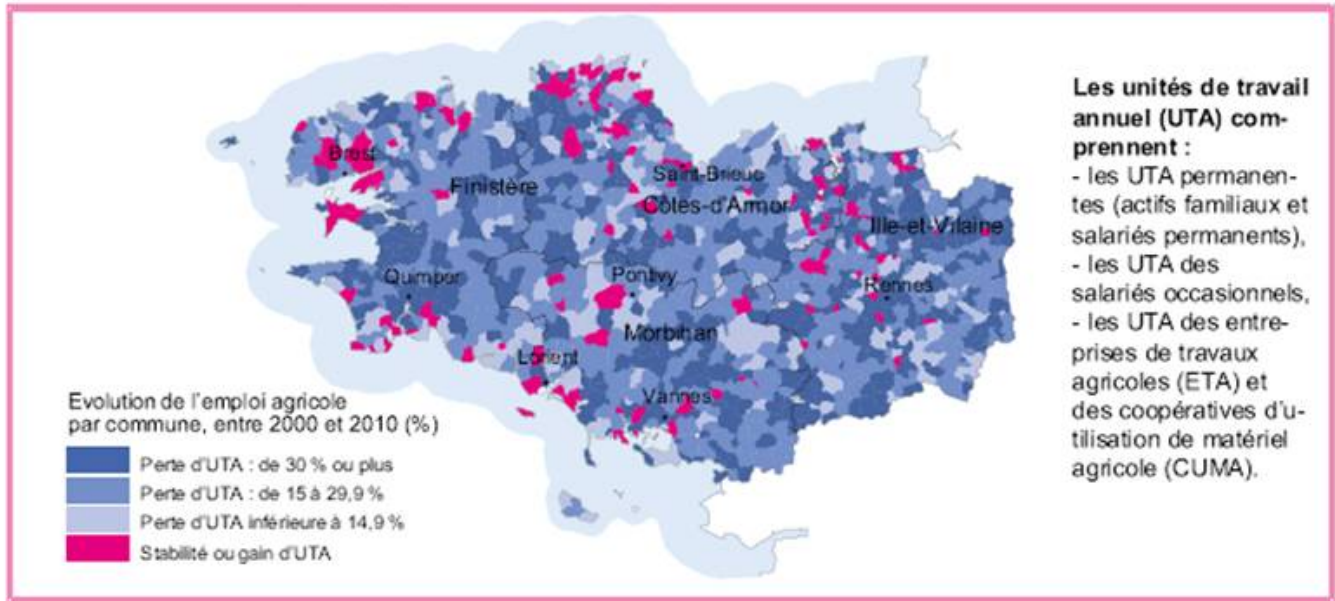 Brest
Finistère
Saint-Brieuc
Côtes-d'Armor
Ille-et-Vilaine
Quimper
Pontivy
Rennes
Morbihan
Lorient
Vannes
Evolution de l'emploi agricole
par commune, entre 2000 et 2010 (%)
Perte d'UTA : de 30 % ou plus
Perte d'UTA : de 15 à 29,9 %
Perte d'UTA inférieure à 14,9 %
Stabilité ou gain d'UTA
Les unités de travail
annuel (UTA) com-
prennent :
- les UTA permanen-
tes (actifs familiaux et
salariés permanents),
- les UTA des
salariés occasionnels,
- les UTA des entre-
prises de travaux
agricoles (ETA) et
des coopératives d'u-
tilisation de matériel
agricole (CUMA).